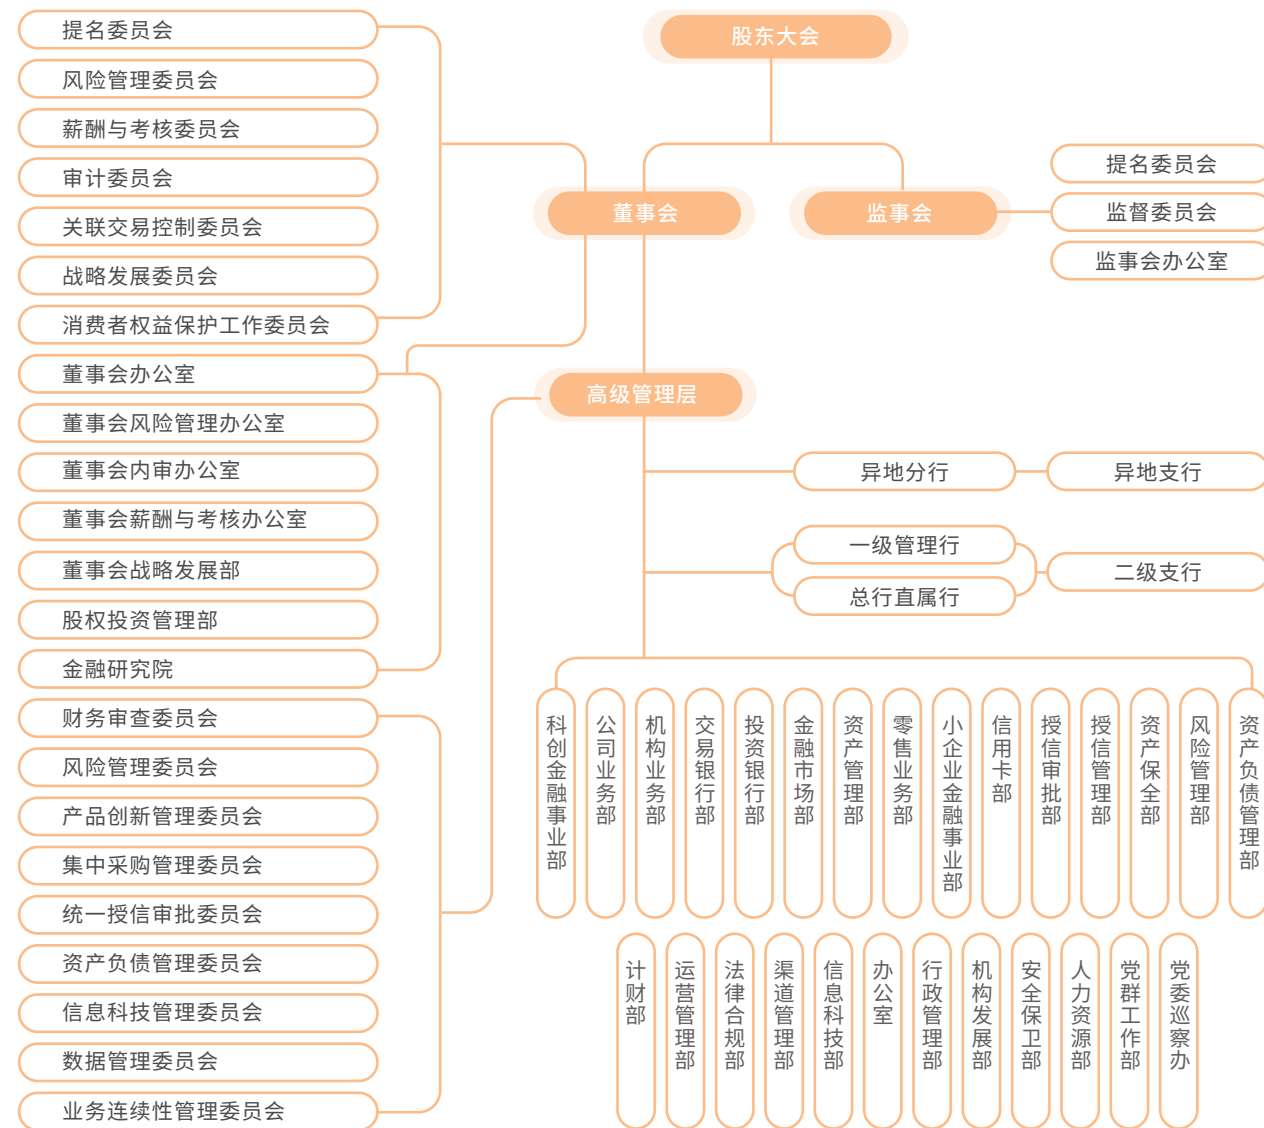 股东大会
董事会
监事会
提名委员会
监督委员会
监事会办公室
提名委员会
风险管理委员会
薪酬与考核委员会
审计委员会
关联交易控制委员会
战略发展委员会
消费者权益保护工作委员会
董事会办公室
董事会风险管理办公室
董事会内审办公室
董事会薪酬与考核办公室
董事会战略发展部
股权投资管理部
金融研究院
财务审查委员会
风险管理委员会
产品创新管理委员会
集中采购管理委员会
统一授信审批委员会
资产负债管理委员会
信息科技管理委员会
数据管理委员会
业务连续性管理委员会
高级管理层
异地分行
异地支行
一级管理行
总行直属行
二级支行
科创金融事业部
公司业务部
机构业务部
交易银行部
投资银行部
金融市场部
资产管理部
零售业务部
小企业金融事业部
信用卡部
授信审批部
授信管理部
资产保全部
风险管理部
资产负债管理部
计财部
运营管理部
法律合规部
渠道管理部
信息科技部
办公室
行政管理部
机构发展部
安全保卫部
人力资源部
党群工作部
党委巡察办